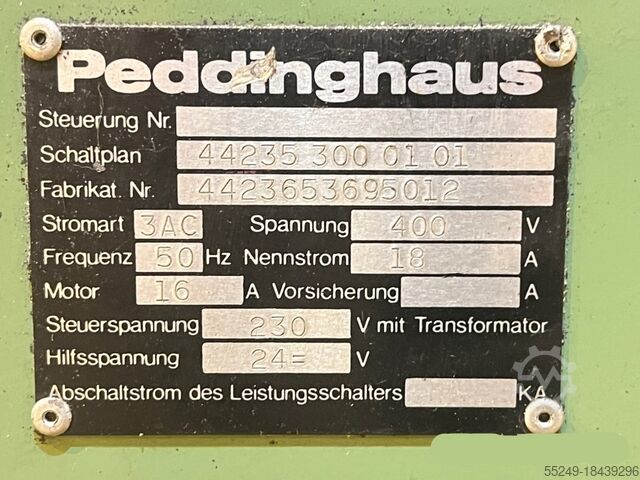 Peddinghaus
Steuerung Nr.
Schaltplan 44235 300 01 01
Fabrikat. Nr. 4423653695012
Stromart 3AC Spannung 400 V
Frequenz 50 Hz Nennstrom 18 A
Motor 16 A Vorsicherung A
Steuerspannung 230 V mit Transformator
Hilfsspannung 24= V
Abschaltstrom des Leistungsschalters KA
55249-18439296